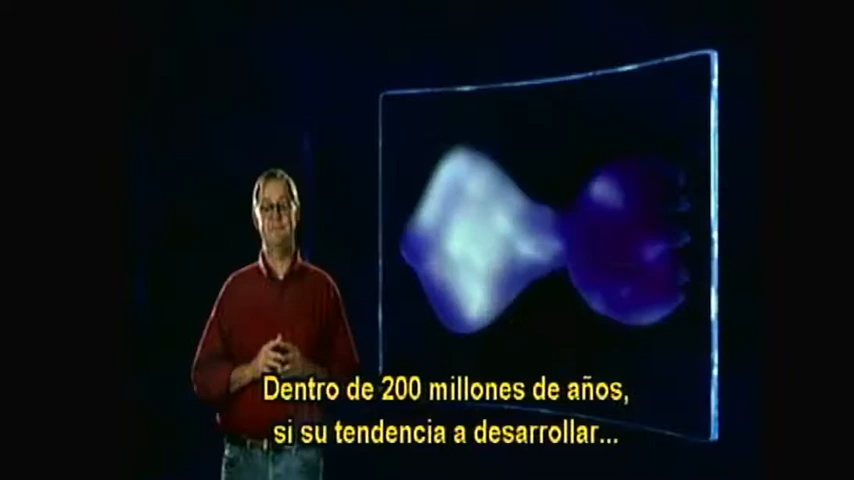 Dentro de 200 millones de años,
si su tendencia a desarrollar...